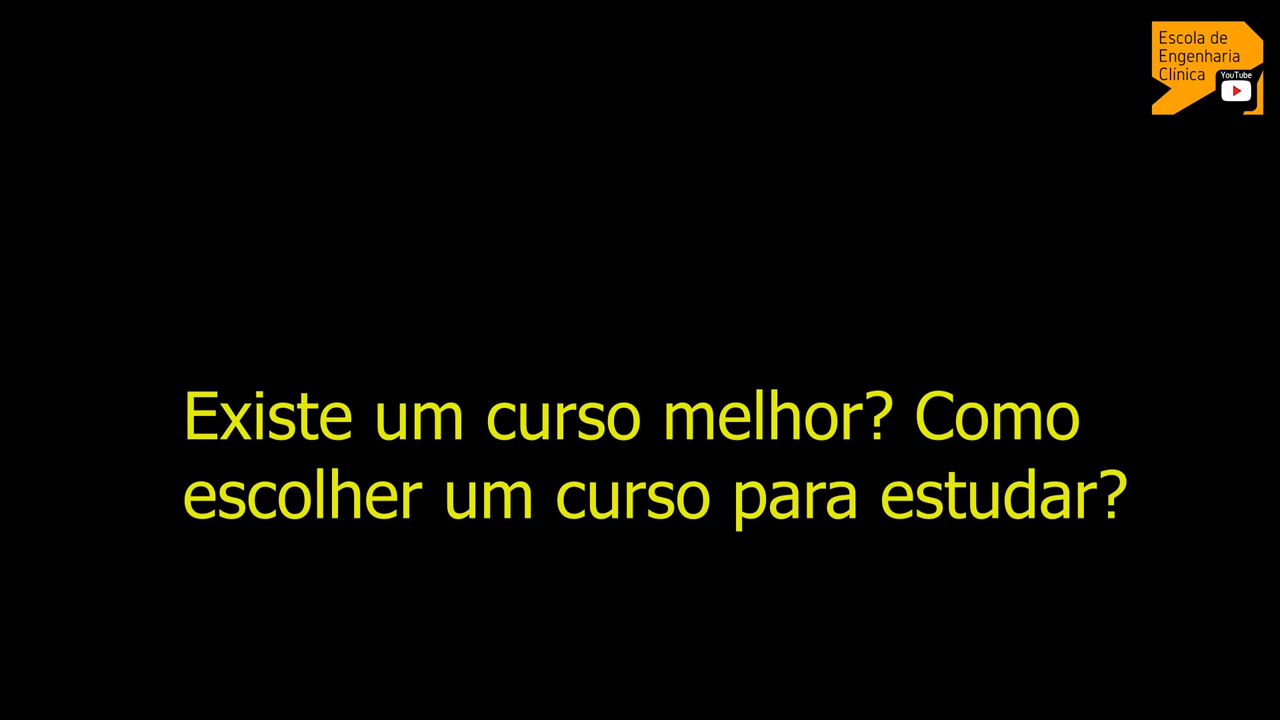 Escola de
Engenharia
Clínica
YouTube
Existe um curso melhor? Como
escolher um curso para estudar?